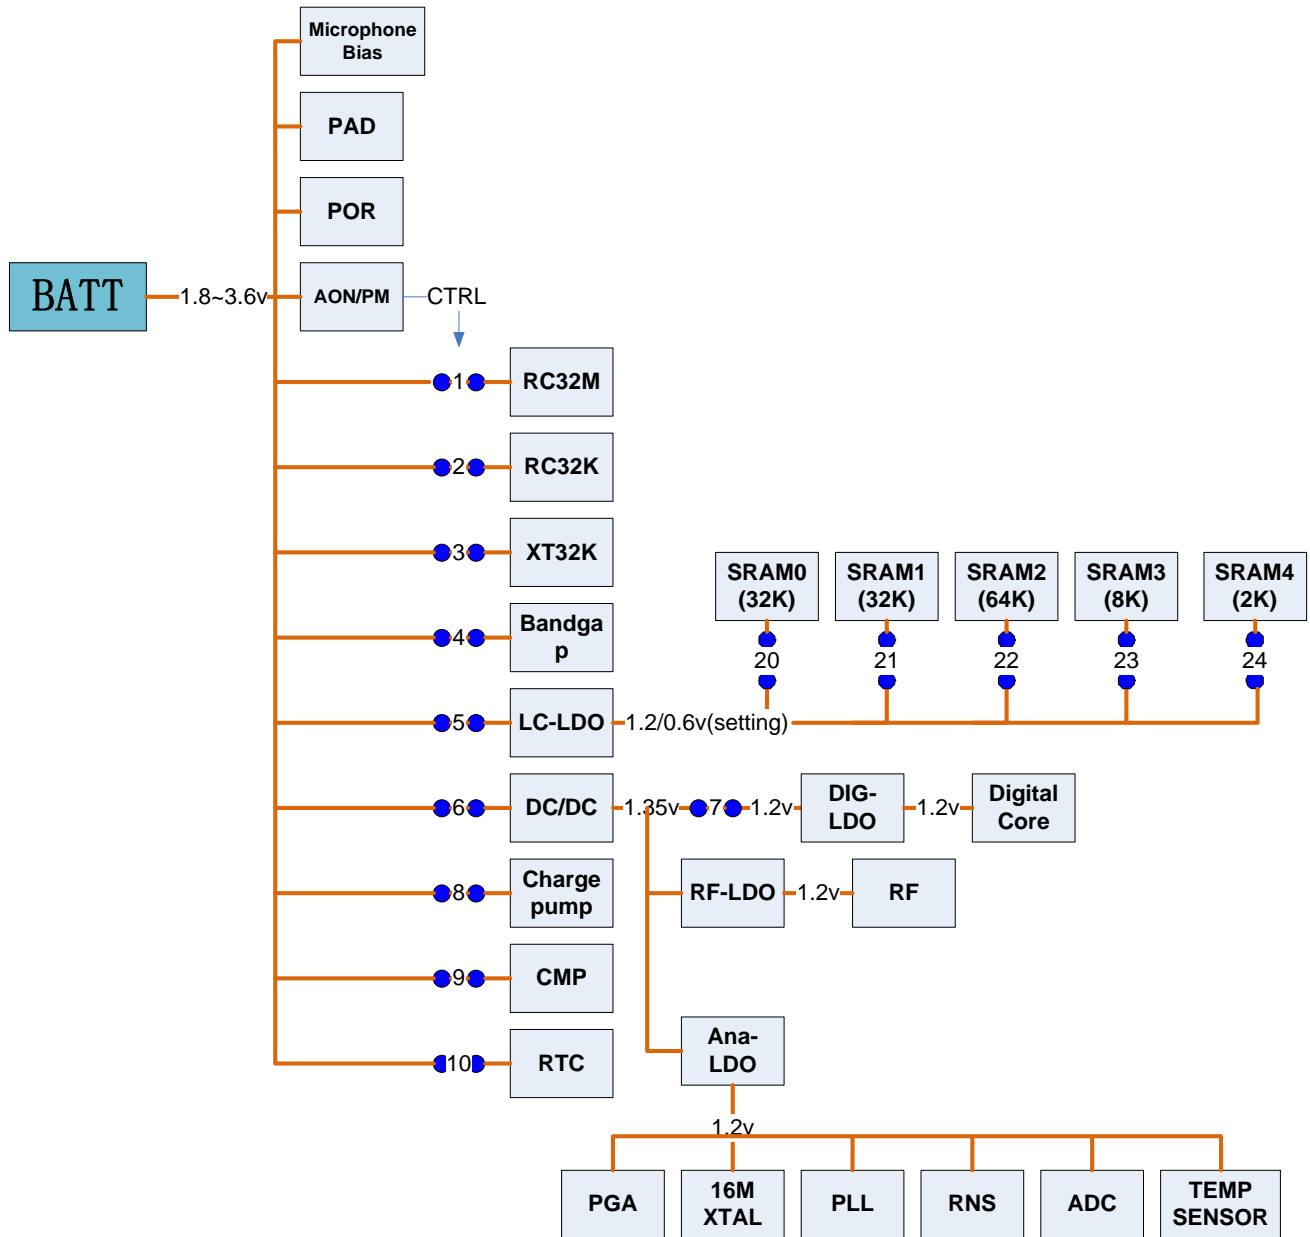 Microphone
Bias
PAD
POR
BATT
1.8~3.6v
AON/PM
CTRL
1
RC32M
2
RC32K
3
XT32K
SRAM0
(32K)
SRAM1
(32K)
SRAM2
(64K)
SRAM3
(8K)
SRAM4
(2K)
4
Bandga
p
20
21
22
23
24
5
LC-LDO
1.2/0.6v(setting)
6
DC/DC
1.35v
7
1.2v
DIG-
LDO
1.2v
Digital
Core
8
Charge
pump
RF-LDO
1.2v
RF
9
CMP
10
RTC
Ana-
LDO
1.2v
PGA
16M
XTAL
PLL
RNS
ADC
TEMP
SENSOR